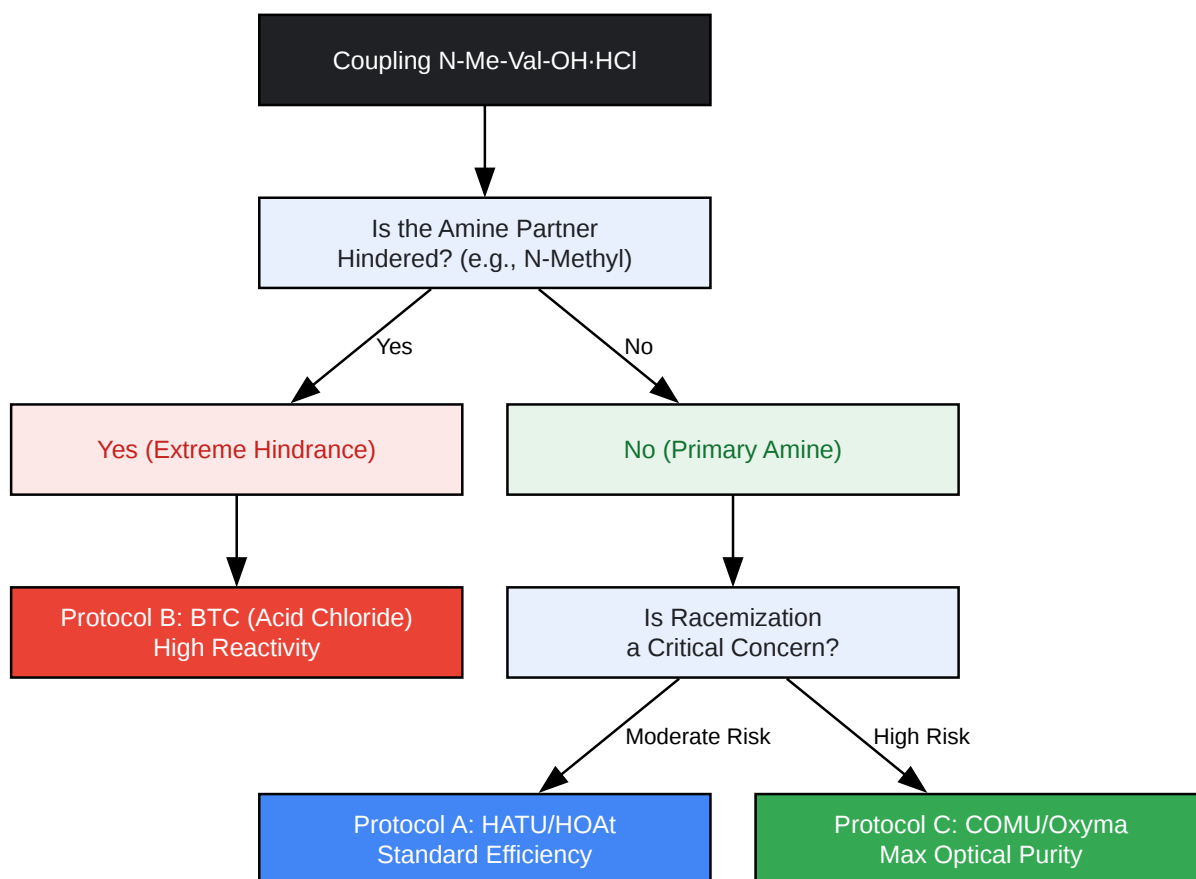 Coupling N-Me-Val-OH·HCl
Is the Amine Partner
Hindered? (e.g., N-Methyl)
Yes
No
Yes (Extreme Hindrance)
No (Primary Amine)
Protocol B: BTC (Acid Chloride)
High Reactivity
Is Racemization
a Critical Concern?
Moderate Risk
High Risk
Protocol A: HATU/HOAt
Standard Efficiency
Protocol C: COMU/Oxyma
Max Optical Purity